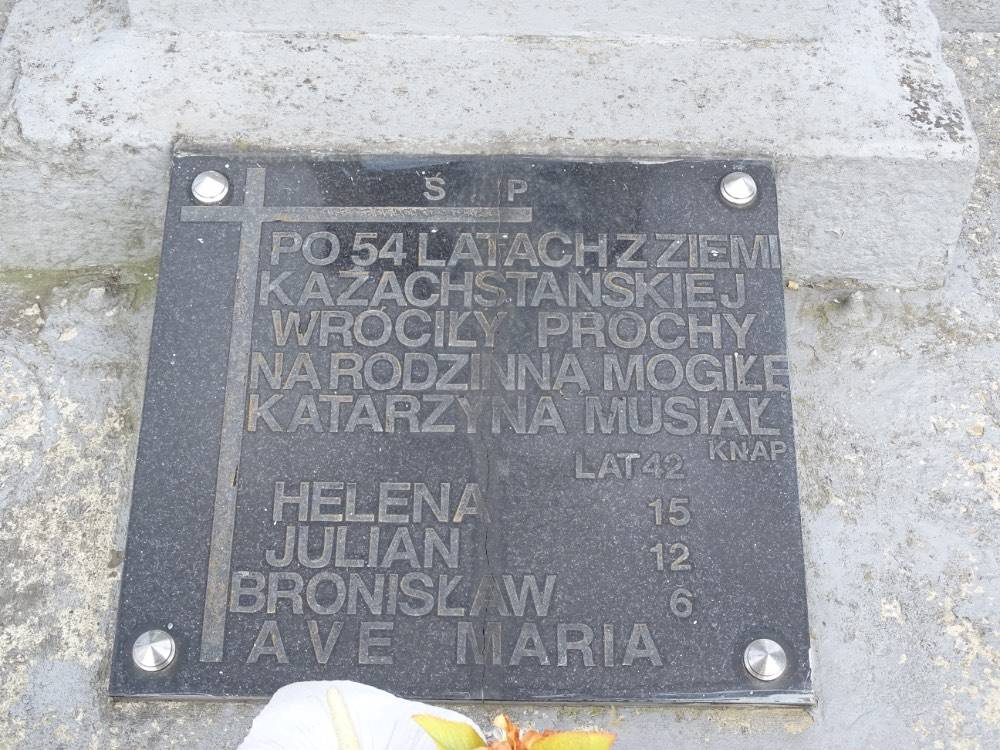 Ś P
PO 54 LATACH Z ZIEMI
KAZACHSTAŃSKIEJ
WRÓCIŁY PROCHY
NA RODZINNĄ MOGIŁĘ
KATARZYNA MUSIAŁ
KNAP
LAT 42
HELENA 15
JULIAN 12
BRONISŁAW 6
AVE MARIA